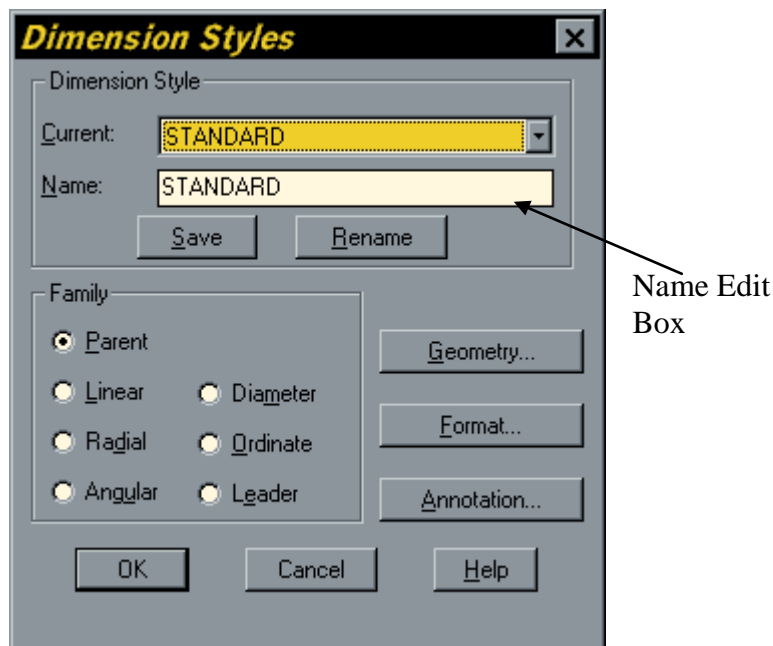 Dimension Styles
Dimension Style
Current: STANDARD
Name: STANDARD
Save Rename
Name Edit
Box
Family
Parent
Linear Diameter
Radial Ordinate
Angular Leader
Geometry...
Format...
Annotation...
OK Cancel Help